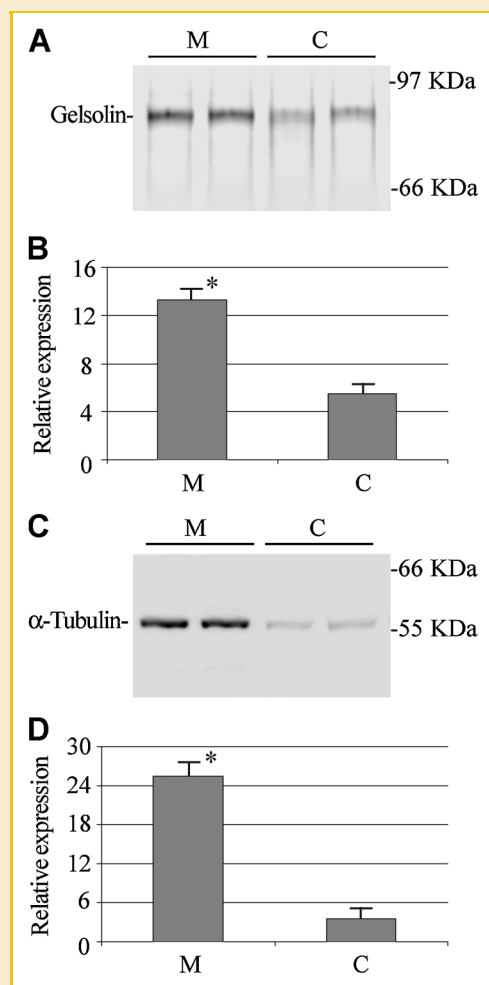 A
M C
-97 KDa
Gelsolin-
-66 KDa
B
16
12
8
4
0
Relative expression
*
M C
C
M C
-66 KDa
α-Tubulin-
-55 KDa
D
30
24
18
12
6
0
Relative expression
*
M C